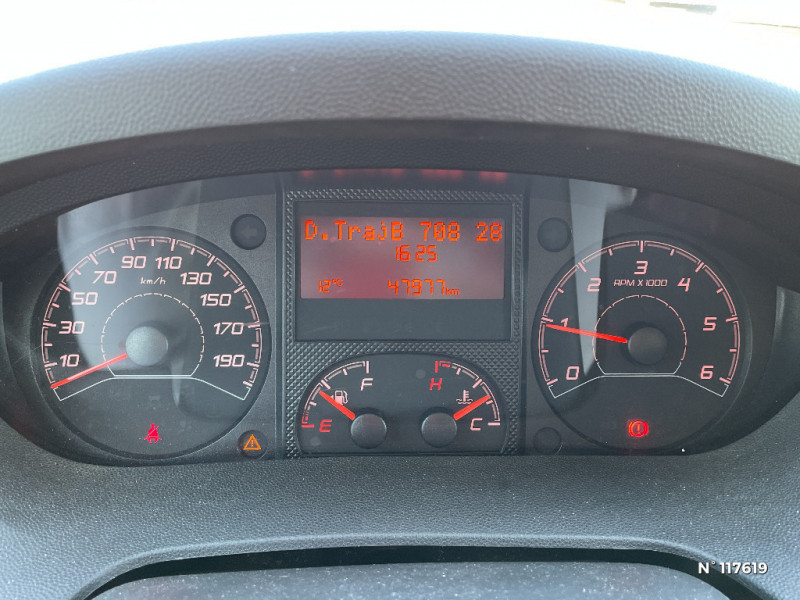 D.TrajB 708 28
16:25
12°C 47977km
10 30 50 70 90 110 130 150 170 190
km/h
0 1 2 3 4 5 6
RPM X 1000
E F
H C
N°117619